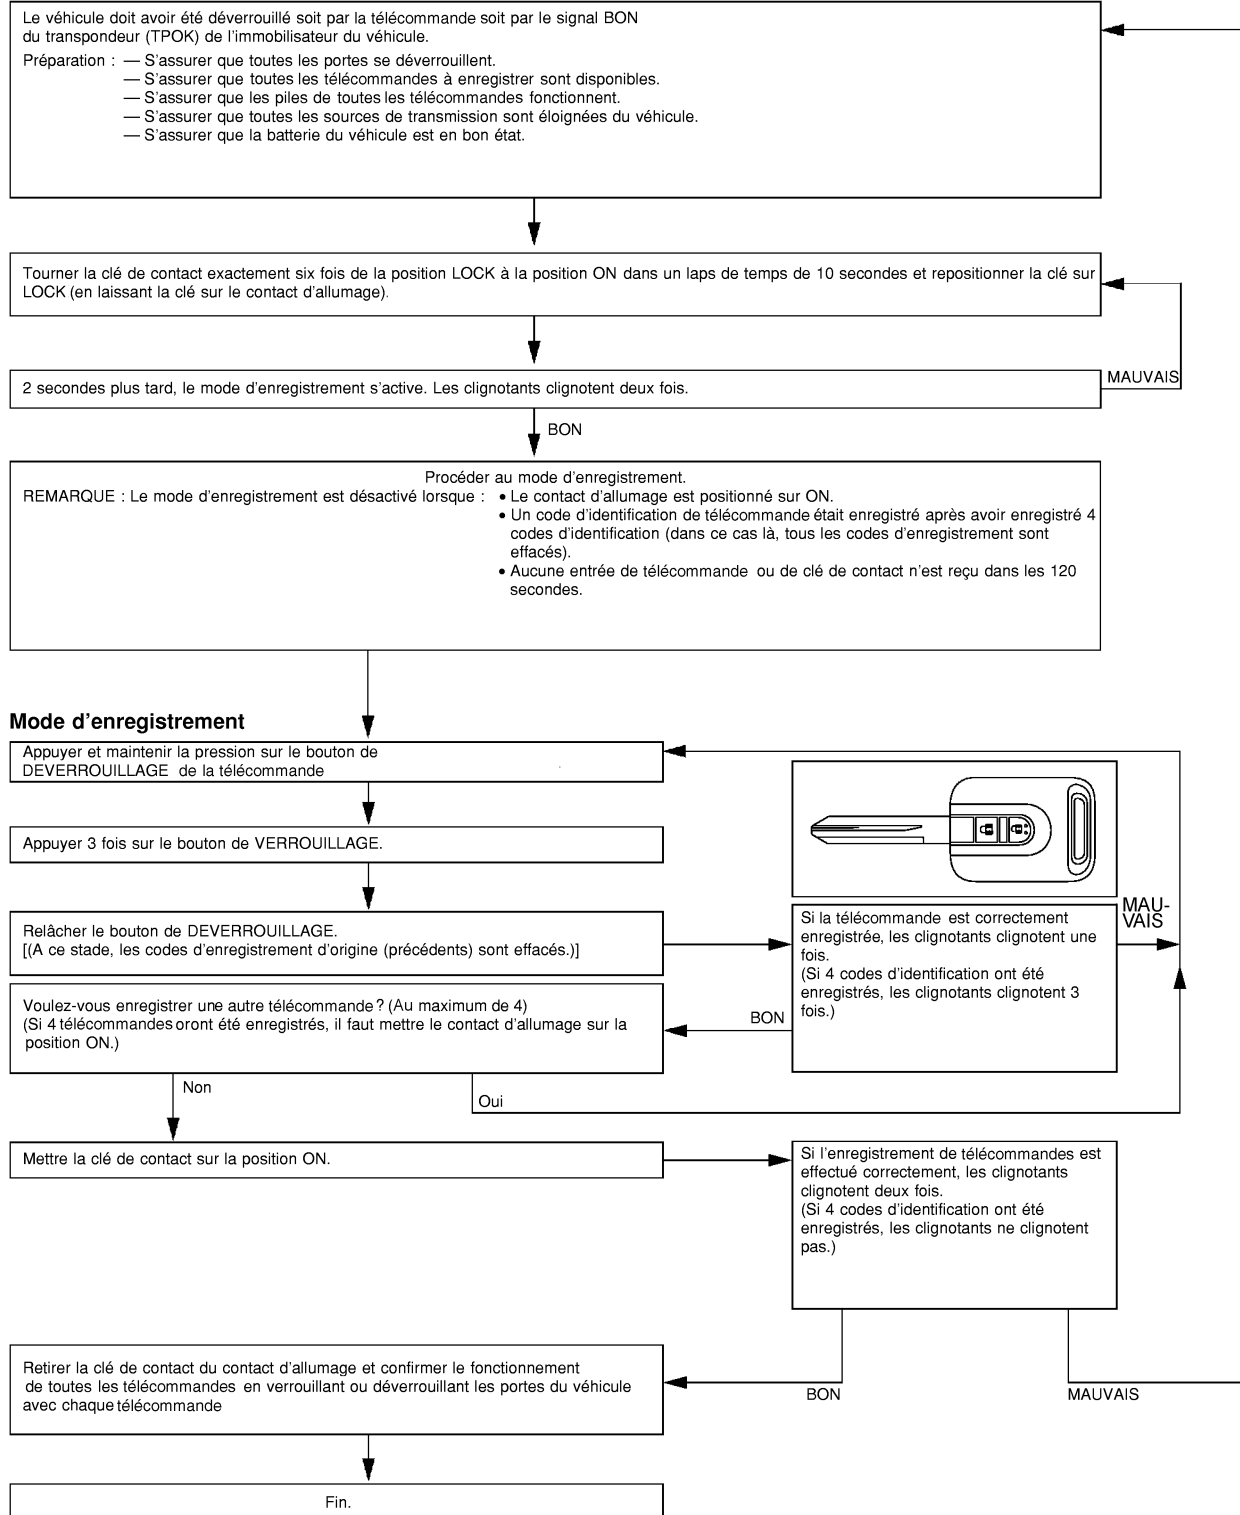 Le véhicule doit avoir été déverrouillé soit par la télécommande soit par le signal BON
du transpondeur (TPOK) de l'immobilisateur du véhicule.
Préparation : — S'assurer que toutes les portes se déverrouillent.
— S'assurer que toutes les télécommandes à enregistrer sont disponibles.
— S'assurer que les piles de toutes les télécommandes fonctionnent.
— S'assurer que toutes les sources de transmission sont éloignées du véhicule.
— S'assurer que la batterie du véhicule est en bon état.
Tourner la clé de contact exactement six fois de la position LOCK à la position ON dans un laps de temps de 10 secondes et repositionner la clé sur
LOCK (en laissant la clé sur le contact d'allumage).
2 secondes plus tard, le mode d'enregistrement s'active. Les clignotants clignotent deux fois.
MAUVAIS
BON
Procéder au mode d'enregistrement.
REMARQUE : Le mode d'enregistrement est désactivé lorsque : • Le contact d'allumage est positionné sur ON.
• Un code d'identification de télécommande était enregistré après avoir enregistré 4
codes d'identification (dans ce cas là, tous les codes d'enregistrement sont
effacés).
• Aucune entrée de télécommande ou de clé de contact n'est reçu dans les 120
secondes.
Mode d'enregistrement
Appuyer et maintenir la pression sur le bouton de
DEVERROUILLAGE de la télécommande
Appuyer 3 fois sur le bouton de VERROUILLAGE.
Relâcher le bouton de DEVERROUILLAGE.
[(A ce stade, les codes d'enregistrement d'origine (précédents) sont effacés.)]
Si la télécommande est correctement
enregistrée, les clignotants clignotent une
fois.
(Si 4 codes d'identification ont été
enregistrés, les clignotants clignotent 3
fois.)
MAU-
VAIS
BON
Voulez-vous enregistrer une autre télécommande ? (Au maximum de 4)
(Si 4 télécommandes oront été enregistrés, il faut mettre le contact d'allumage sur la
position ON.)
Non
Oui
Mettre la clé de contact sur la position ON.
Si l'enregistrement de télécommandes est
effectué correctement, les clignotants
clignotent deux fois.
(Si 4 codes d'identification ont été
enregistrés, les clignotants ne clignotent
pas.)
BON
MAUVAIS
Retirer la clé de contact du contact d'allumage et confirmer le fonctionnement
de toutes les télécommandes en verrouillant ou déverrouillant les portes du véhicule
avec chaque télécommande
Fin.